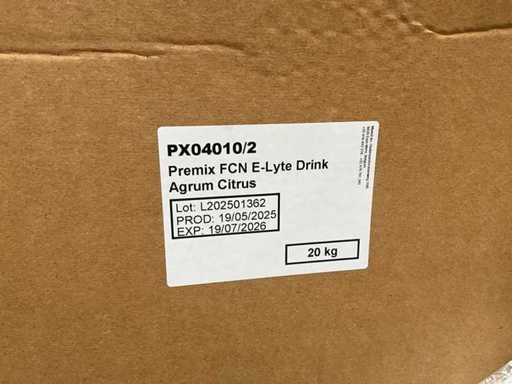 PX04010/2
Premix FCN E-Lyte Drink
Agrum Citrus
Lot: L202501362
PROD: 19/05/2025
EXP: 19/07/2026
20 kg